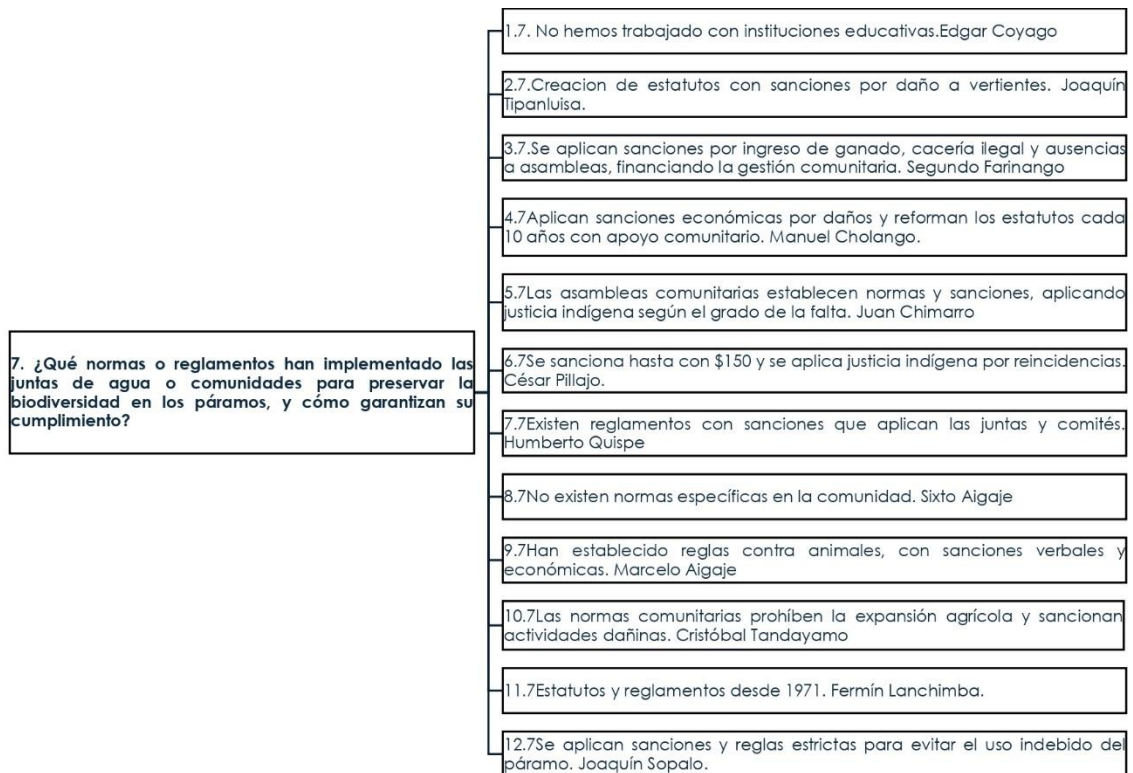 7. ¿Qué normas o reglamentos han implementado las
juntas de agua o comunidades para preservar la
biodiversidad en los páramos, y cómo garantizan su
cumplimiento?
1.7. No hemos trabajado con instituciones educativas.Edgar Coyago
2.7.Creacion de estatutos con sanciones por daño a vertientes. Joaquín
Tipanluisa.
3.7.Se aplican sanciones por ingreso de ganado, cacería ilegal y ausencias
a asambleas, financiando la gestión comunitaria. Segundo Farinango
4.7Aplican sanciones económicas por daños y reforman los estatutos cada
10 años con apoyo comunitario. Manuel Cholango.
5.7Las asambleas comunitarias establecen normas y sanciones, aplicando
justicia indígena según el grado de la falta. Juan Chimarro
6.7Se sanciona hasta con $150 y se aplica justicia indígena por reincidencias.
César Pillajo.
7.7Existen reglamentos con sanciones que aplican las juntas y comités.
Humberto Quispe
8.7No existen normas específicas en la comunidad. Sixto Aigaje
9.7Han establecido reglas contra animales, con sanciones verbales y
económicas. Marcelo Aigaje
10.7Las normas comunitarias prohíben la expansión agrícola y sancionan
actividades dañinas. Cristóbal Tandayamo
11.7Estatutos y reglamentos desde 1971. Fermín Lanchimba.
12.7Se aplican sanciones y reglas estrictas para evitar el uso indebido del
páramo. Joaquín Sopalo.